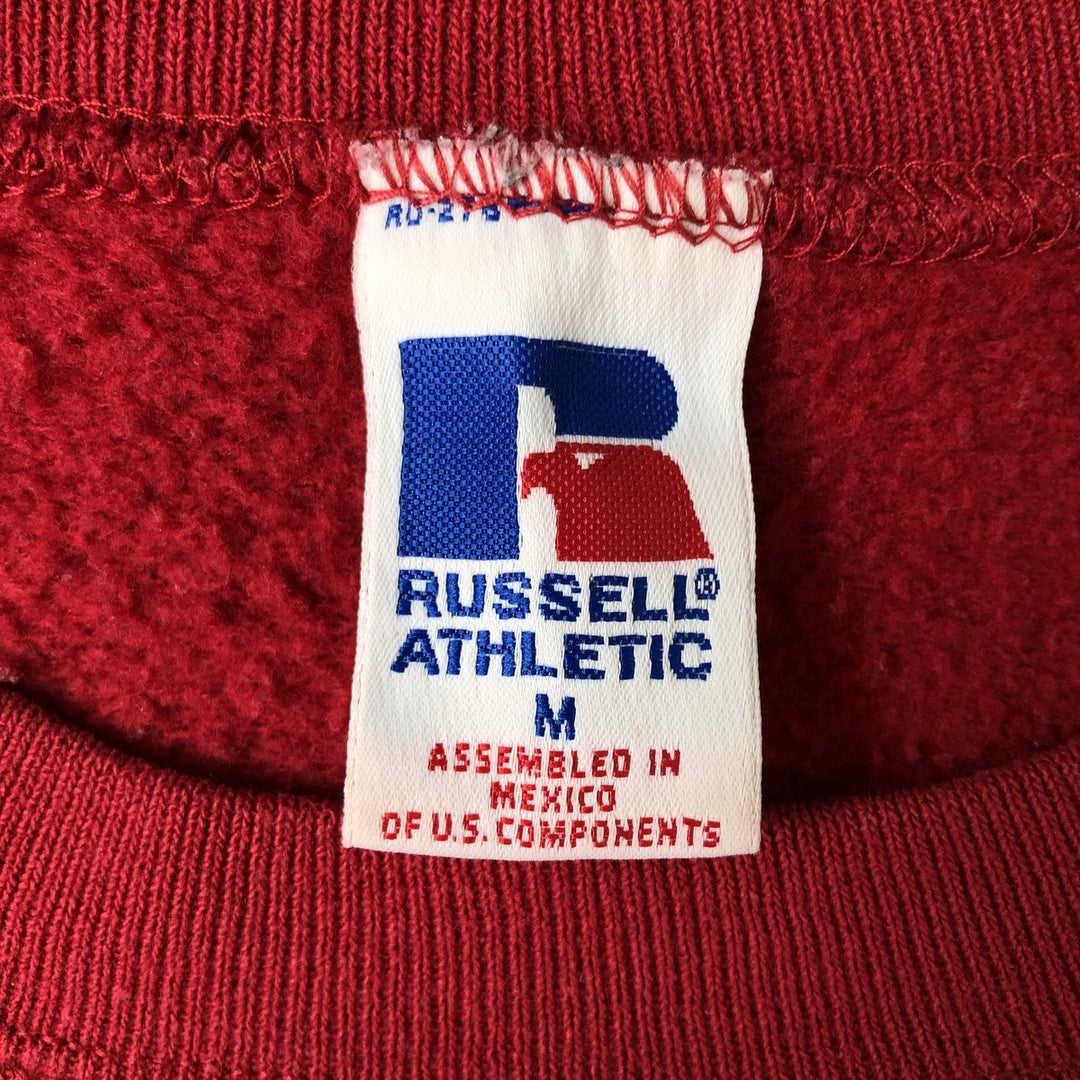 RUSSELL®
ATHLETIC
M
ASSEMBLED IN
MEXICO
OF U.S. COMPONENTS